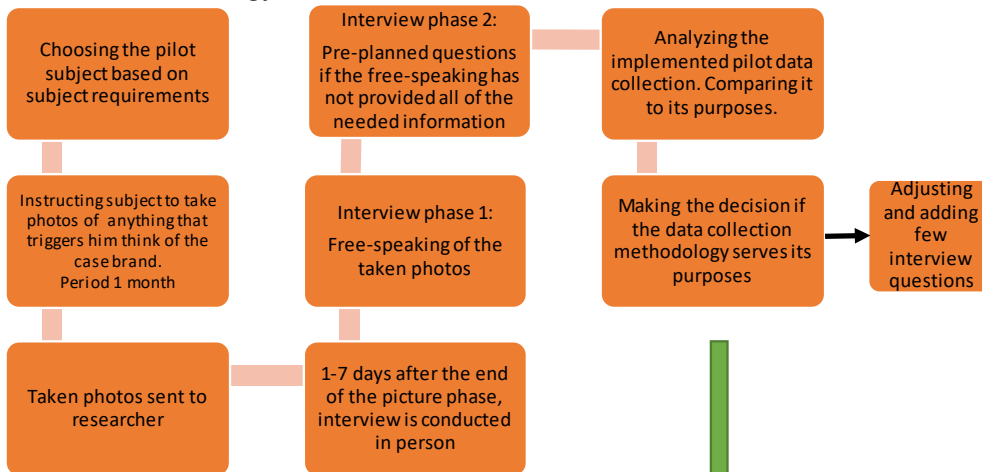 Choosing the pilot
subject based on
subject requirements
Instructing subject to take
photos of anything that
triggers him think of the
case brand.
Period 1 month
Taken photos sent to
researcher
1-7 days after the end
of the picture phase,
interview is conducted
in person
Interview phase 1:
Free-speaking of the
taken photos
Interview phase 2:
Pre-planned questions
if the free-speaking has
not provided all of the
needed information
Analyzing the
implemented pilot data
collection. Comparing it
to its purposes.
Making the decision if
the data collection
methodology serves its
purposes
Adjusting
and adding
few
interview
questions